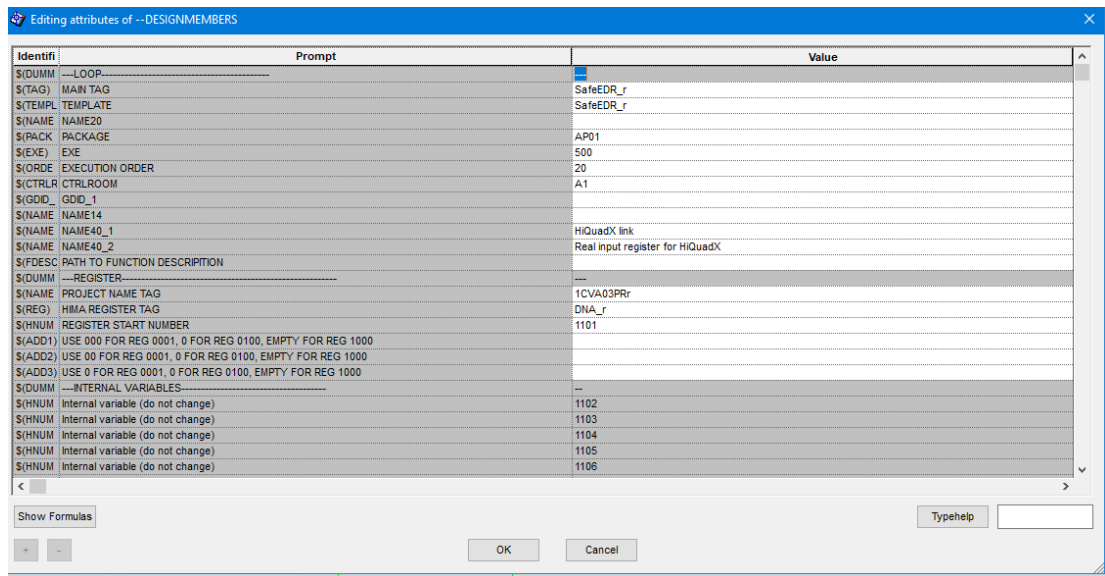 Editing attributes of --DESIGNMEMBERS
Identifi Prompt Value
$(DUMM ---LOOP------------------------------------------- ---
$(TAG) MAIN TAG SafeEDR_r
$(TEMPL TEMPLATE SafeEDR_r
$(NAME NAME20
$(PACK PACKAGE AP01
$(EXE) EXE 500
$(ORDE EXECUTION ORDER 20
$(CTRLR CTRLROOM A1
$(GDID_ GDID_1
$(NAME NAME14
$(NAME NAME40_1 HiQuadX link
$(NAME NAME40_2 Real input register for HiQuadX
$(FDESC PATH TO FUNCTION DESCRIPITION
$(DUMM ---REGISTER------------------------------------------------------- ---
$(NAME PROJECT NAME TAG 1CVA03PRr
$(REG) HIMA REGISTER TAG DNA_r
$(HNUM REGISTER START NUMBER 1101
$(ADD1) USE 000 FOR REG 0001, 0 FOR REG 0100, EMPTY FOR REG 1000
$(ADD2) USE 00 FOR REG 0001, 0 FOR REG 0100, EMPTY FOR REG 1000
$(ADD3) USE 0 FOR REG 0001, 0 FOR REG 0100, EMPTY FOR REG 1000
$(DUMM ---INTERNAL VARIABLES------------------------------------- --
$(HNUM Internal variable (do not change) 1102
$(HNUM Internal variable (do not change) 1103
$(HNUM Internal variable (do not change) 1104
$(HNUM Internal variable (do not change) 1105
$(HNUM Internal variable (do not change) 1106
Show Formulas Typehelp
+ - OK Cancel